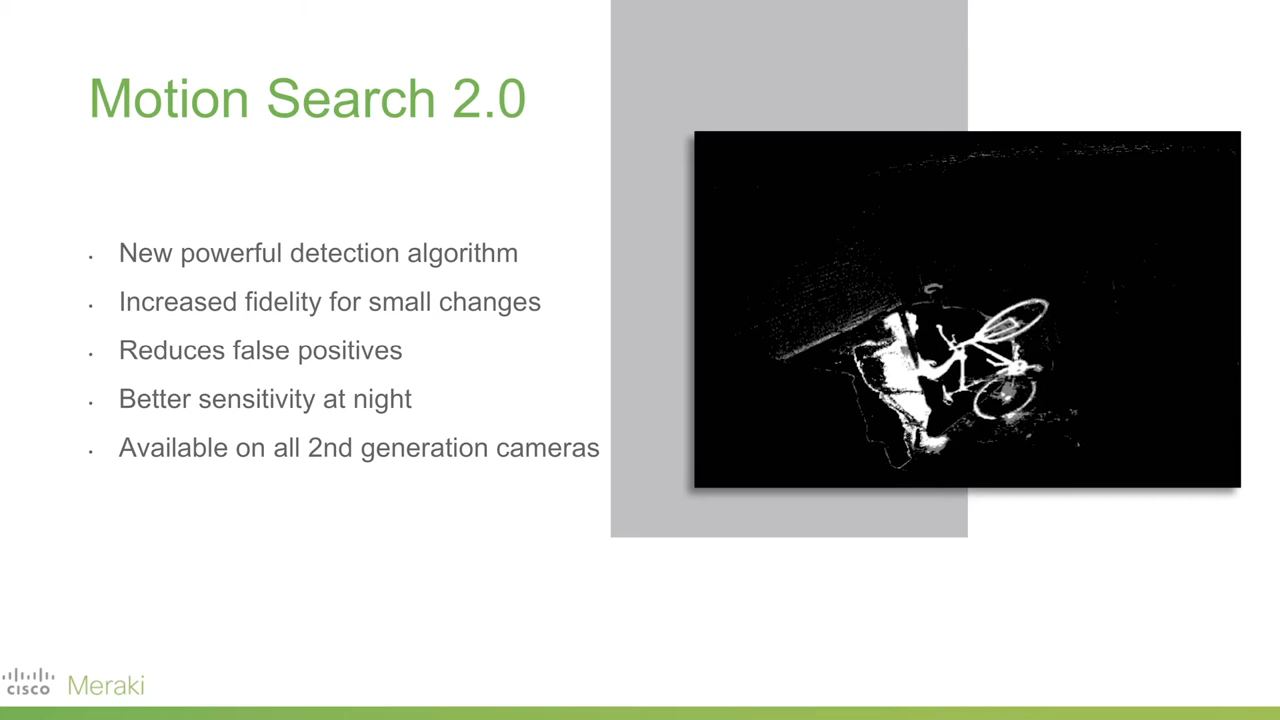 Motion Search 2.0
• New powerful detection algorithm
• Increased fidelity for small changes
• Reduces false positives
• Better sensitivity at night
• Available on all 2nd generation cameras
CISCO Meraki